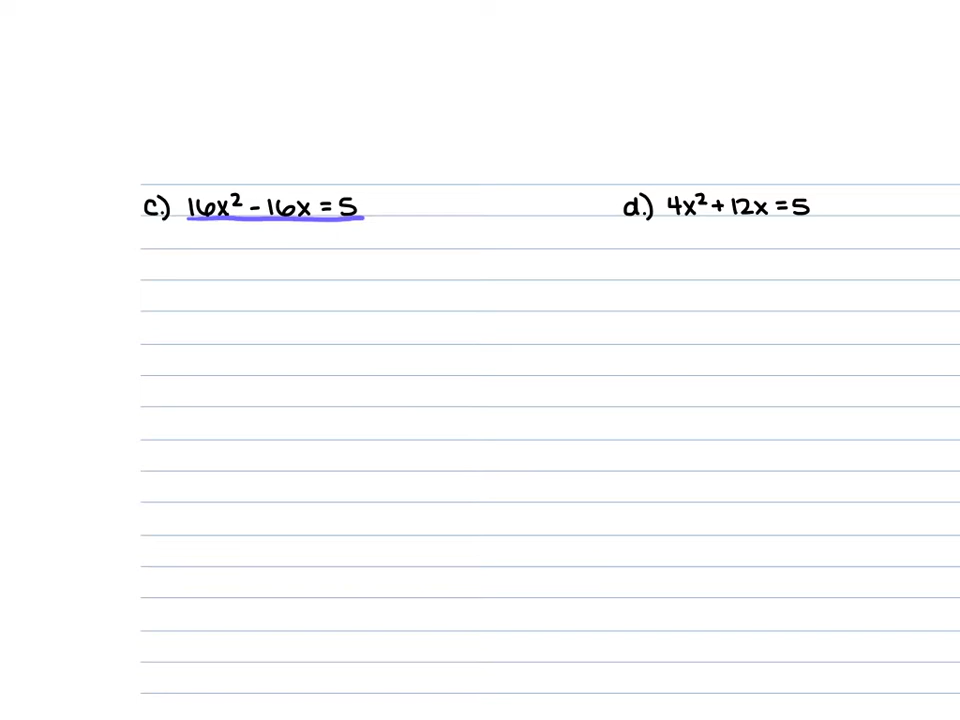 c.) 16x² - 16x = 5
d.) 4x² + 12x = 5